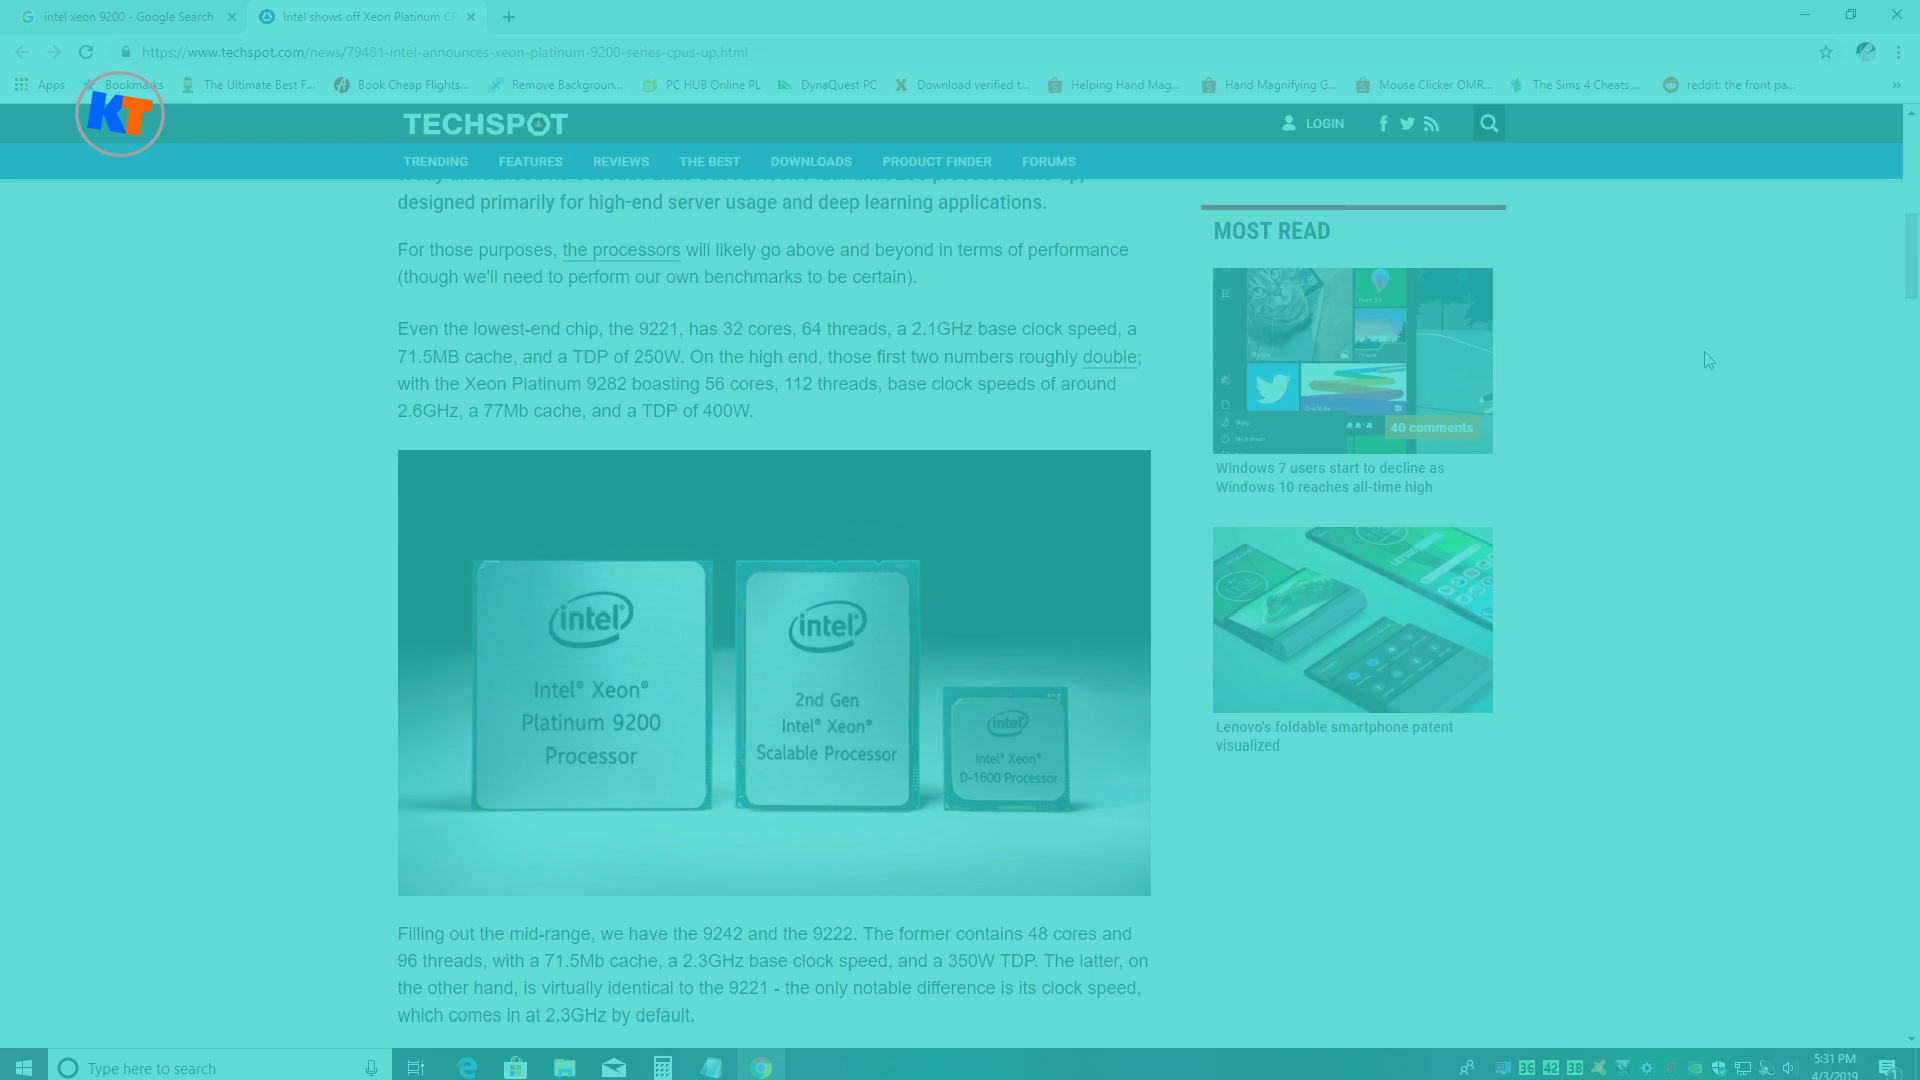 intel xeon 9200 - Google Search
Intel shows off Xeon Platinum CP
https://www.techspot.com/news/79481-intel-announces-xeon-platinum-9200-series-cpus-up.html
Apps Bookmarks The Ultimate Best F... Book Cheap Flights... Remove Backgroun... PC HUB Online PL DynaQuest PC Download verified t... Helping Hand Mag... Hand Magnifying G... Mouse Clicker OMR... The Sims 4 Cheats,... reddit: the front pa...
KT
TECHSPOT
LOGIN
TRENDING FEATURES REVIEWS THE BEST DOWNLOADS PRODUCT FINDER FORUMS
designed primarily for high-end server usage and deep learning applications.
For those purposes, the processors will likely go above and beyond in terms of performance
(though we'll need to perform our own benchmarks to be certain).
Even the lowest-end chip, the 9221, has 32 cores, 64 threads, a 2.1GHz base clock speed, a
71.5MB cache, and a TDP of 250W. On the high end, those first two numbers roughly double;
with the Xeon Platinum 9282 boasting 56 cores, 112 threads, base clock speeds of around
2.6GHz, a 77Mb cache, and a TDP of 400W.
intel
Intel® Xeon®
Platinum 9200
Processor
intel
2nd Gen
Intel® Xeon®
Scalable Processor
intel
Intel® Xeon®
D-1600 Processor
Filling out the mid-range, we have the 9242 and the 9222. The former contains 48 cores and
96 threads, with a 71.5Mb cache, a 2.3GHz base clock speed, and a 350W TDP. The latter, on
the other hand, is virtually identical to the 9221 - the only notable difference is its clock speed,
which comes in at 2.3GHz by default.
MOST READ
40 comments
Windows 7 users start to decline as
Windows 10 reaches all-time high
Lenovo's foldable smartphone patent
visualized
Type here to search
36 42 38
5:31 PM
4/3/2019